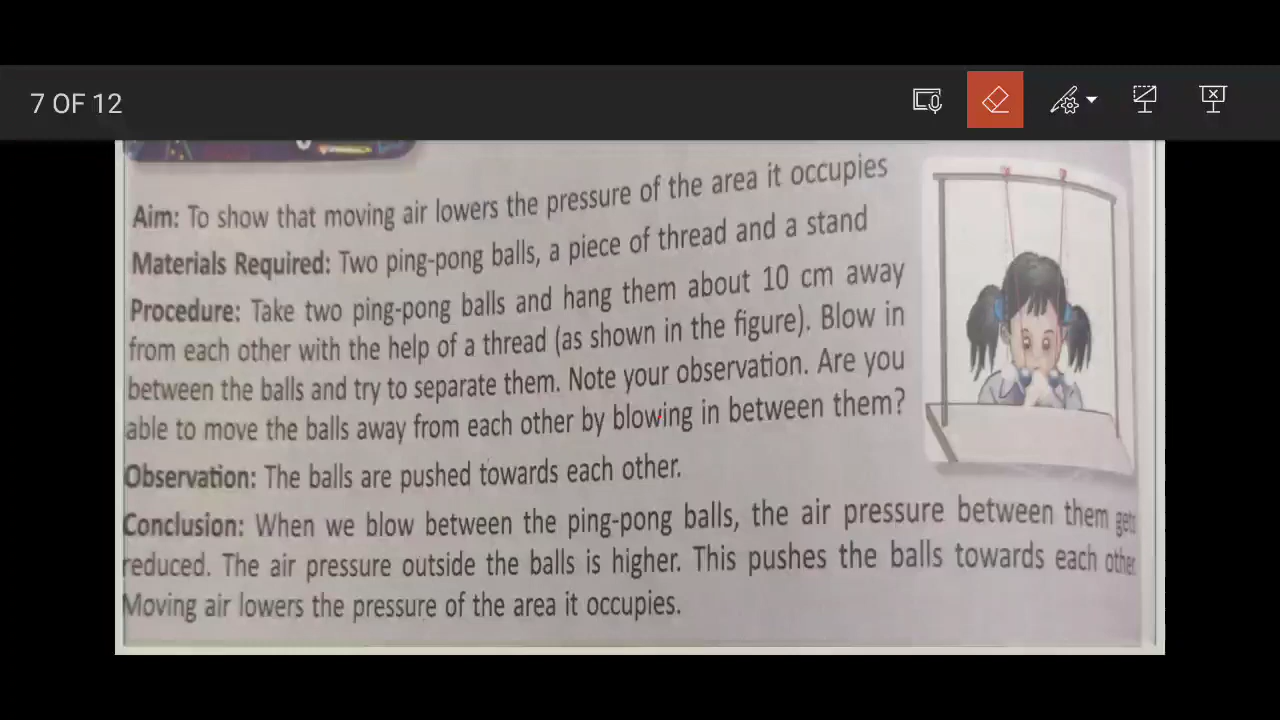 7 OF 12
Aim: To show that moving air lowers the pressure of the area it occupies
Materials Required: Two ping-pong balls, a piece of thread and a stand
Procedure: Take two ping-pong balls and hang them about 10 cm away
from each other with the help of a thread (as shown in the figure). Blow in
between the balls and try to separate them. Note your observation. Are you
able to move the balls away from each other by blowing in between them?
Observation: The balls are pushed towards each other.
Conclusion: When we blow between the ping-pong balls, the air pressure between them gets
reduced. The air pressure outside the balls is higher. This pushes the balls towards each other
Moving air lowers the pressure of the area it occupies.